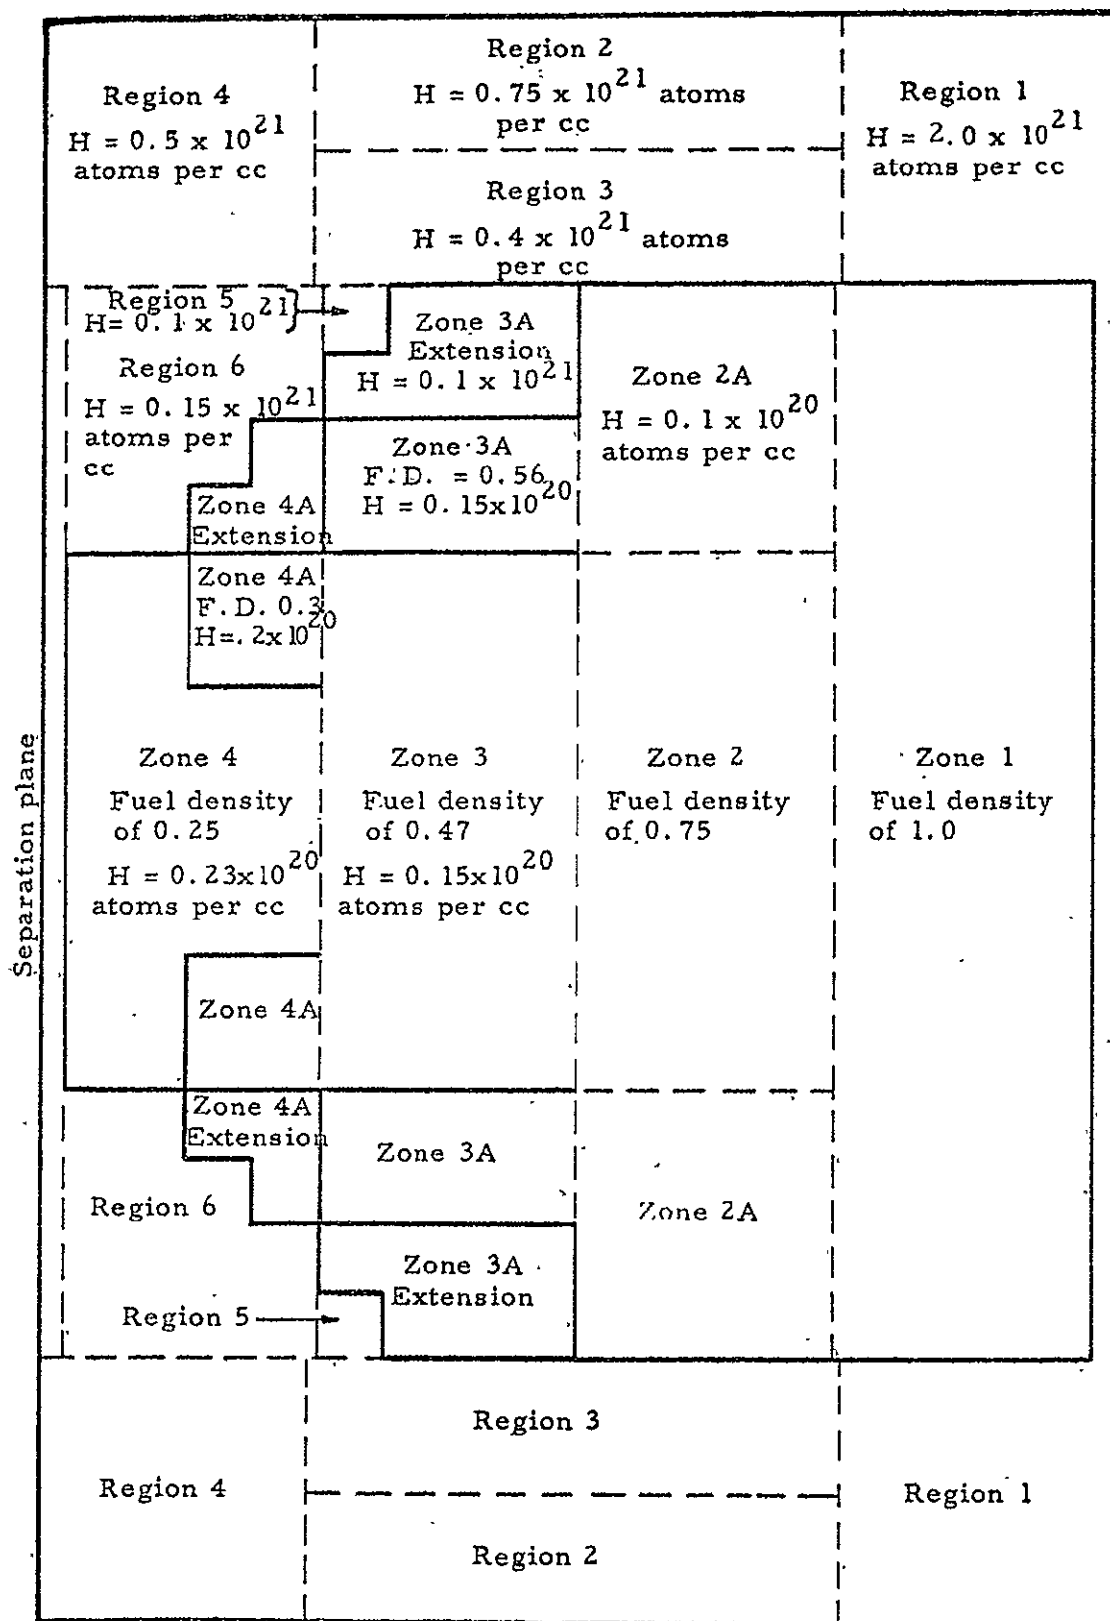 Region 4
H = 0.5 x 10^21
atoms per cc
Region 2
H = 0.75 x 10^21 atoms
per cc
Region 1
H = 2.0 x 10^21
atoms per cc
Region 3
H = 0.4 x 10^21 atoms
per cc
Region 5
H= 0.1 x 10^21
Region 6
H = 0.15 x 10^21
atoms per
cc
Zone 3A
Extension
H = 0.1 x 10^21
Zone 2A
H = 0.1 x 10^20
atoms per cc
Zone 3A
F.D. = 0.56
H = 0.15x10^20
Zone 4A
Extension
Zone 4A
F.D. 0.3
H=.2x10^20
Separation plane
Zone 4
Fuel density
of 0.25
H = 0.23x10^20
atoms per cc
Zone 3
Fuel density
of 0.47
H = 0.15x10^20
atoms per cc
Zone 2
Fuel density
of 0.75
Zone 1
Fuel density
of 1.0
Zone 4A
Zone 4A
Extension
Zone 3A
Region 6
Zone 2A
Zone 3A
Extension
Region 5
Region 3
Region 4
Region 1
Region 2